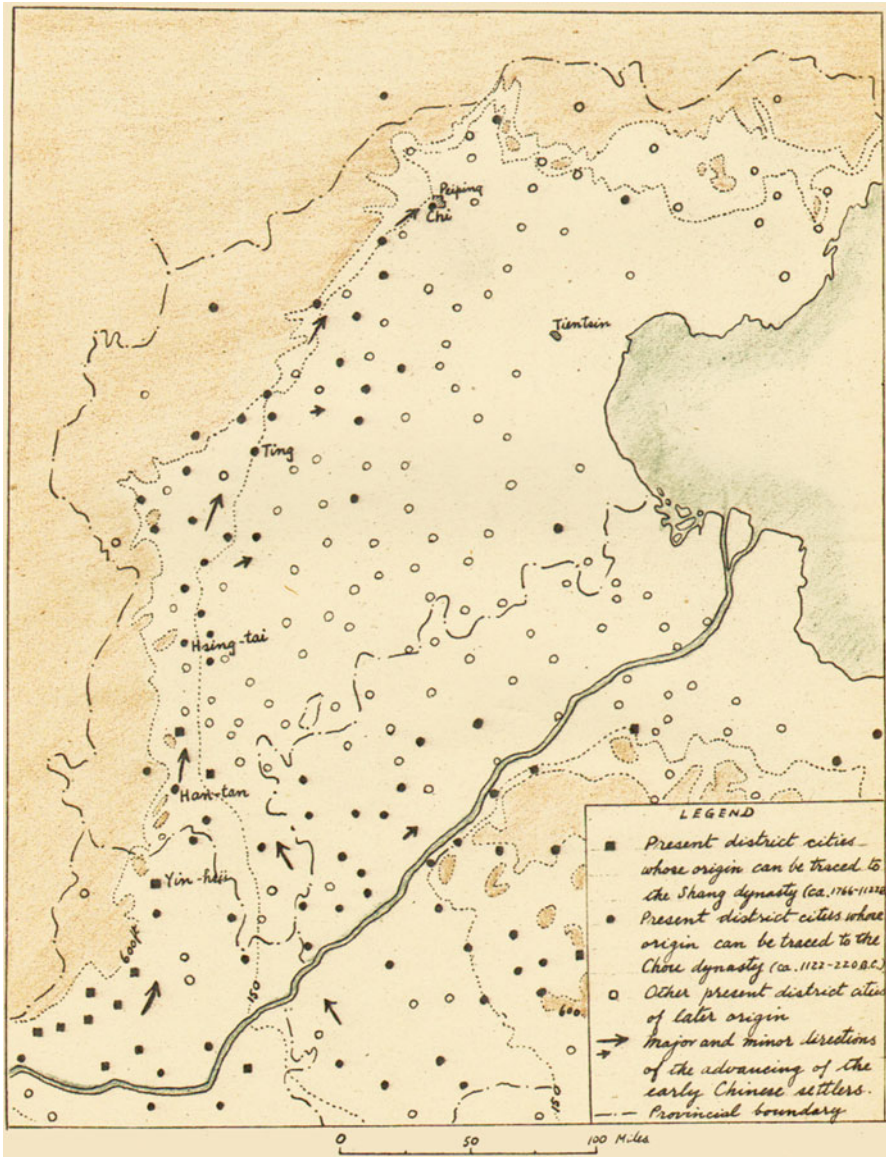 Peiping
Chi
Tientsin
Ting
Hsing-tai
Han-tan
Yin-hsü
600ft
150
600
150
LEGEND
Present district cities
whose origin can be traced to
the Shang dynasty (ca. 1766-1122B
Present district cities whose
origin can be traced to the
Chou dynasty (ca. 1122-220 B.C.)
Other present district cities
of later origin
Major and minor directions
of the advancing of the
early Chinese settlers.
Provincial boundary
0 50 100 Miles